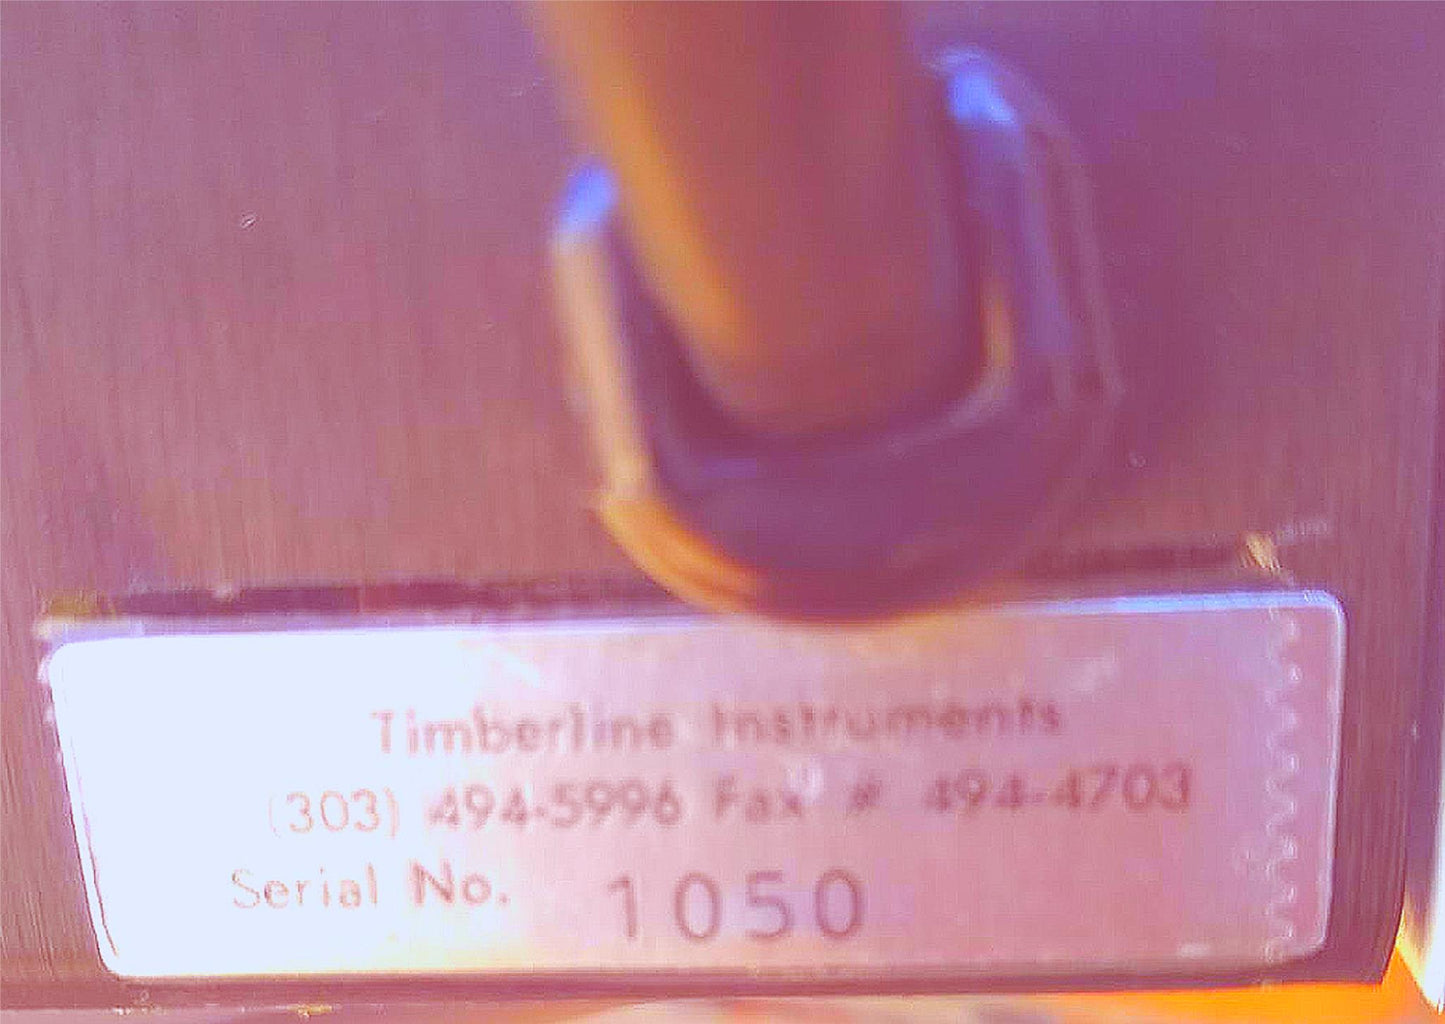 Timberline Instruments
(303) 494-5996 Fax # 494-4703
Serial No. 1050